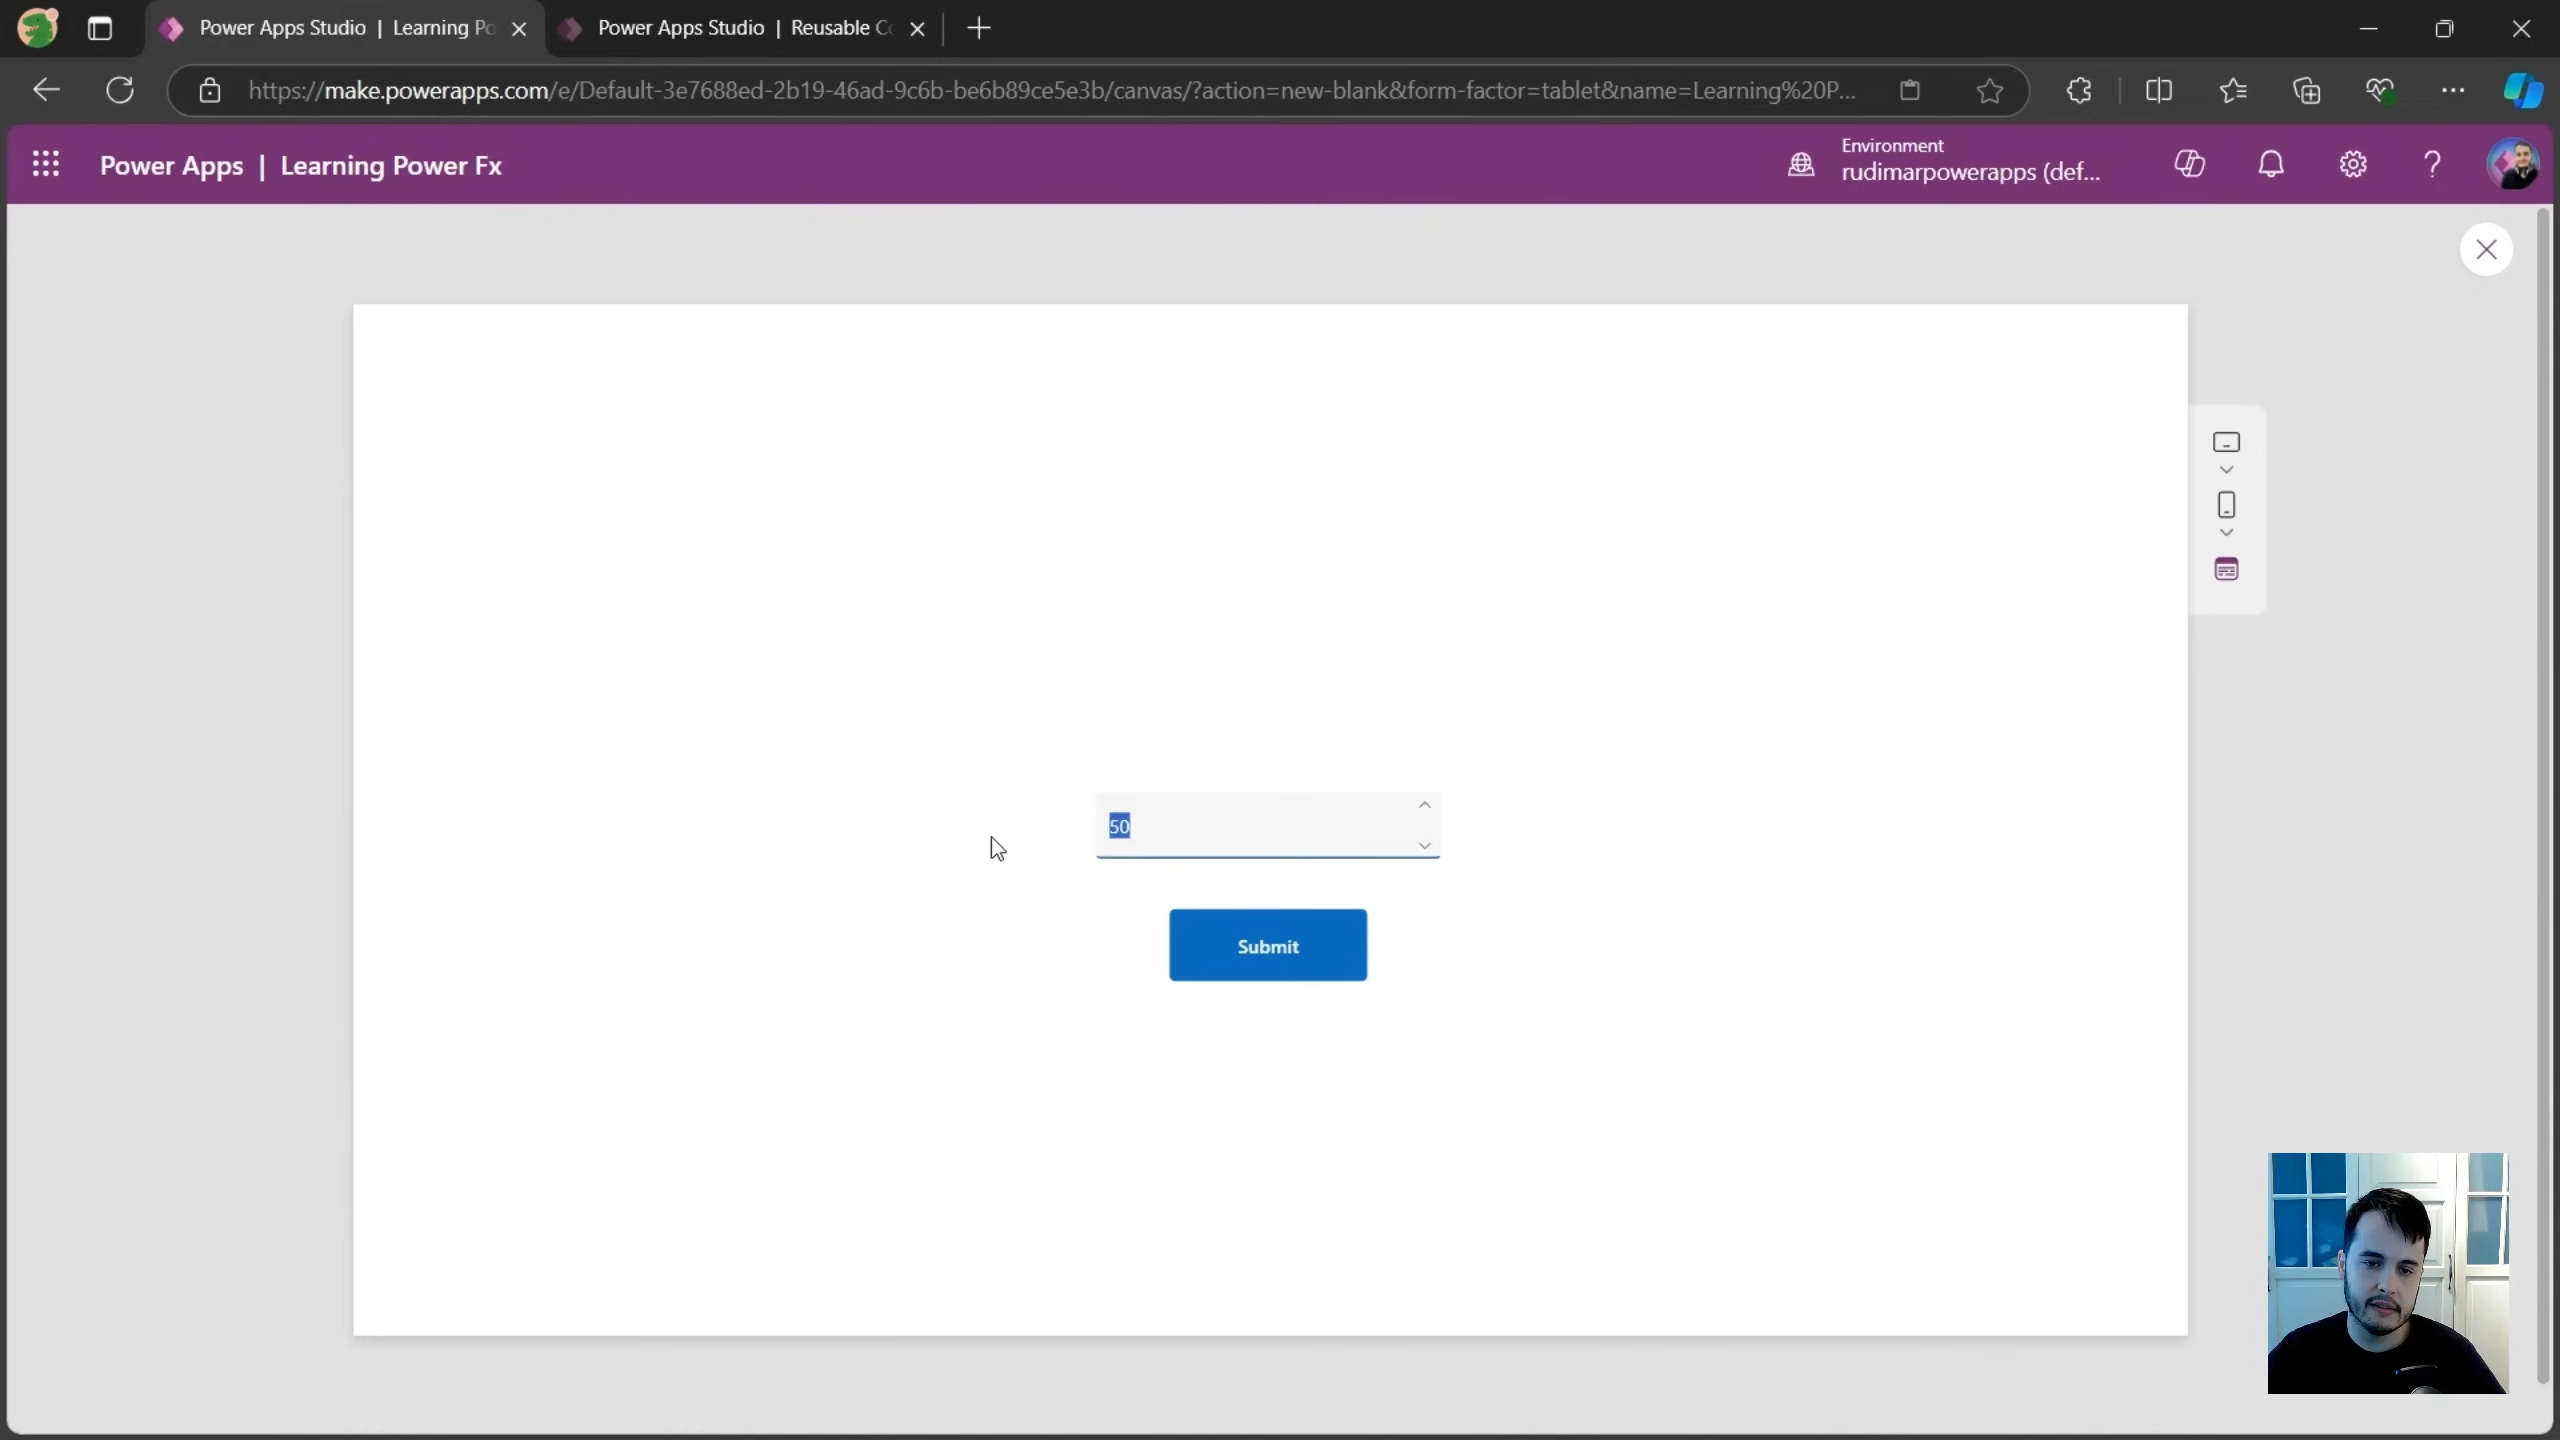 Power Apps Studio | Learning Po
Power Apps Studio | Reusable Co
https://make.powerapps.com/e/Default-3e7688ed-2b19-46ad-9c6b-be6b89ce5e3b/canvas/?action=new-blank&form-factor=tablet&name=Learning%20P...
Power Apps | Learning Power Fx
Environment
rudimarpowerapps (def...
50
Submit